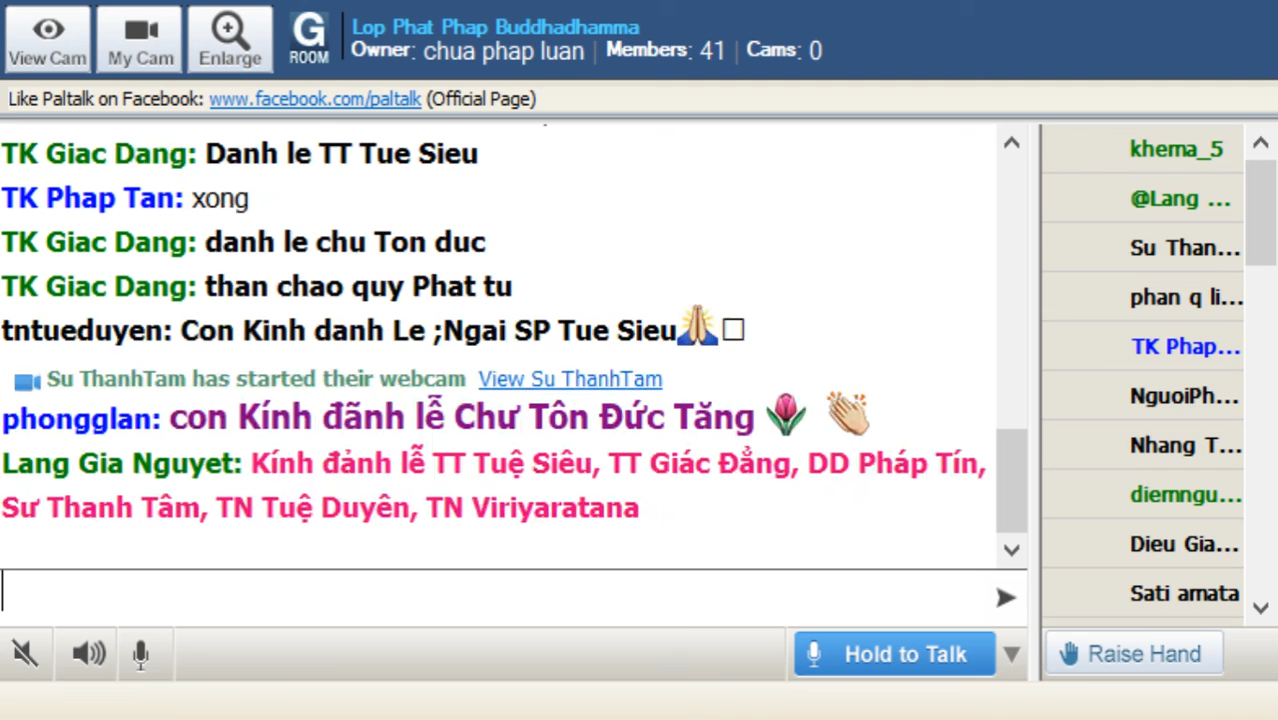 View Cam
My Cam
Enlarge
G
ROOM
Lop Phat Phap Buddhadhamma
Owner: chua phap luan | Members: 41 | Cams: 0
Like Paltalk on Facebook: www.facebook.com/paltalk (Official Page)
TK Giac Dang: Danh le TT Tue Sieu
TK Phap Tan: xong
TK Giac Dang: danh le chu Ton duc
TK Giac Dang: than chao quy Phat tu
tntueduyen: Con Kinh danh Le ;Ngai SP Tue Sieu🙏□
Su ThanhTam has started their webcam View Su ThanhTam
phongglan: con Kính đãnh lễ Chư Tôn Đức Tăng 🌷 👏
Lang Gia Nguyet: Kính đảnh lễ TT Tuệ Siêu, TT Giác Đẳng, DD Pháp Tín,
Sư Thanh Tâm, TN Tuệ Duyên, TN Viriyaratana
khema_5
@Lang ...
Su Than...
phan q li...
TK Phap...
NguoiPh...
Nhang T...
diemngu...
Dieu Gia...
Sati amata
Hold to Talk
Raise Hand